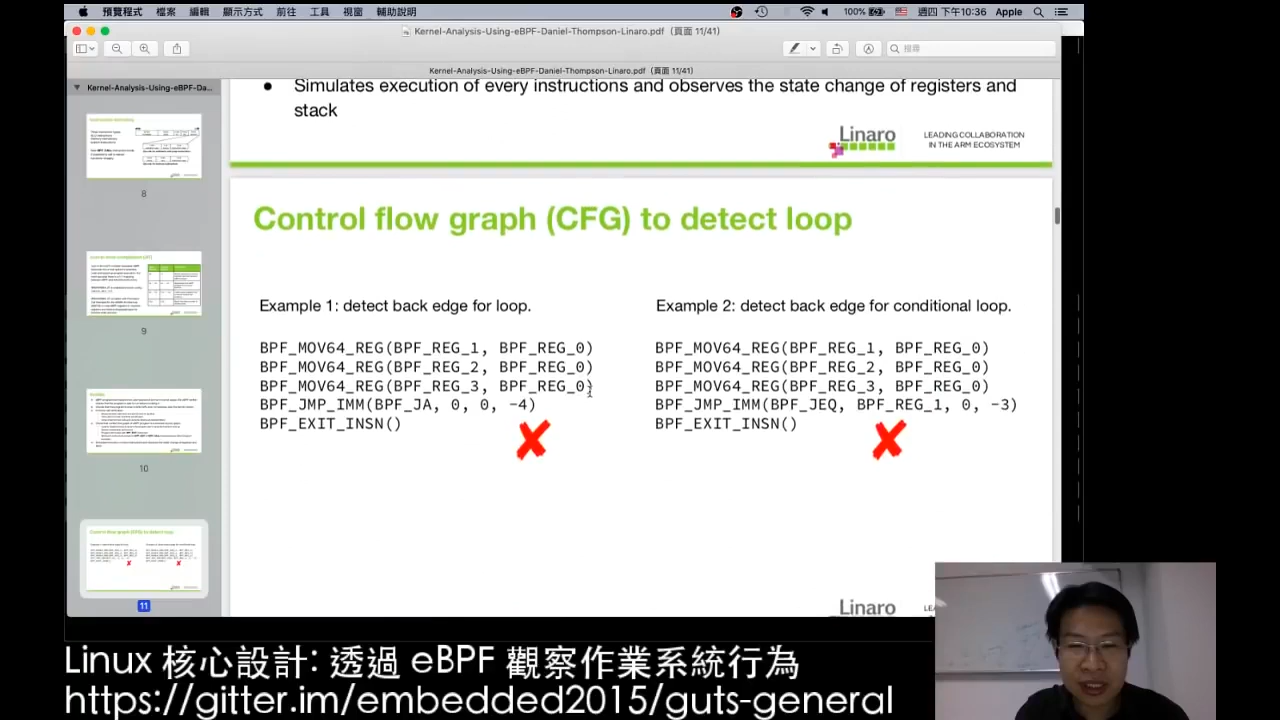 預覽程式 檔案 編輯 顯示方式 前往 工具 視窗 輔助說明 100% 週四 下午10:36 Apple
Kernel-Analysis-Using-eBPF-Daniel-Thompson-Linaro.pdf（頁面 11/41）
搜尋
Kernel-Analysis-Using-eBPF-Daniel-Thompson-Linaro.pdf（頁面 11/41）
Kernel-Analysis-Using-eBPF-Da...
8
9
10
11
● Simulates execution of every instructions and observes the state change of registers and
stack
Linaro
LEADING COLLABORATION
IN THE ARM ECOSYSTEM
Control flow graph (CFG) to detect loop
Example 1: detect back edge for loop.
BPF_MOV64_REG(BPF_REG_1, BPF_REG_0)
BPF_MOV64_REG(BPF_REG_2, BPF_REG_0)
BPF_MOV64_REG(BPF_REG_3, BPF_REG_0)
BPF_JMP_IMM(BPF_JA, 0, 0, -4)
BPF_EXIT_INSN()
✘
Example 2: detect back edge for conditional loop.
BPF_MOV64_REG(BPF_REG_1, BPF_REG_0)
BPF_MOV64_REG(BPF_REG_2, BPF_REG_0)
BPF_MOV64_REG(BPF_REG_3, BPF_REG_0)
BPF_JMP_IMM(BPF_JEQ, BPF_REG_1, 0, -3)
BPF_EXIT_INSN()
✘
Linaro
Linux 核心設計: 透過 eBPF 觀察作業系統行為
https://gitter.im/embedded2015/guts-general